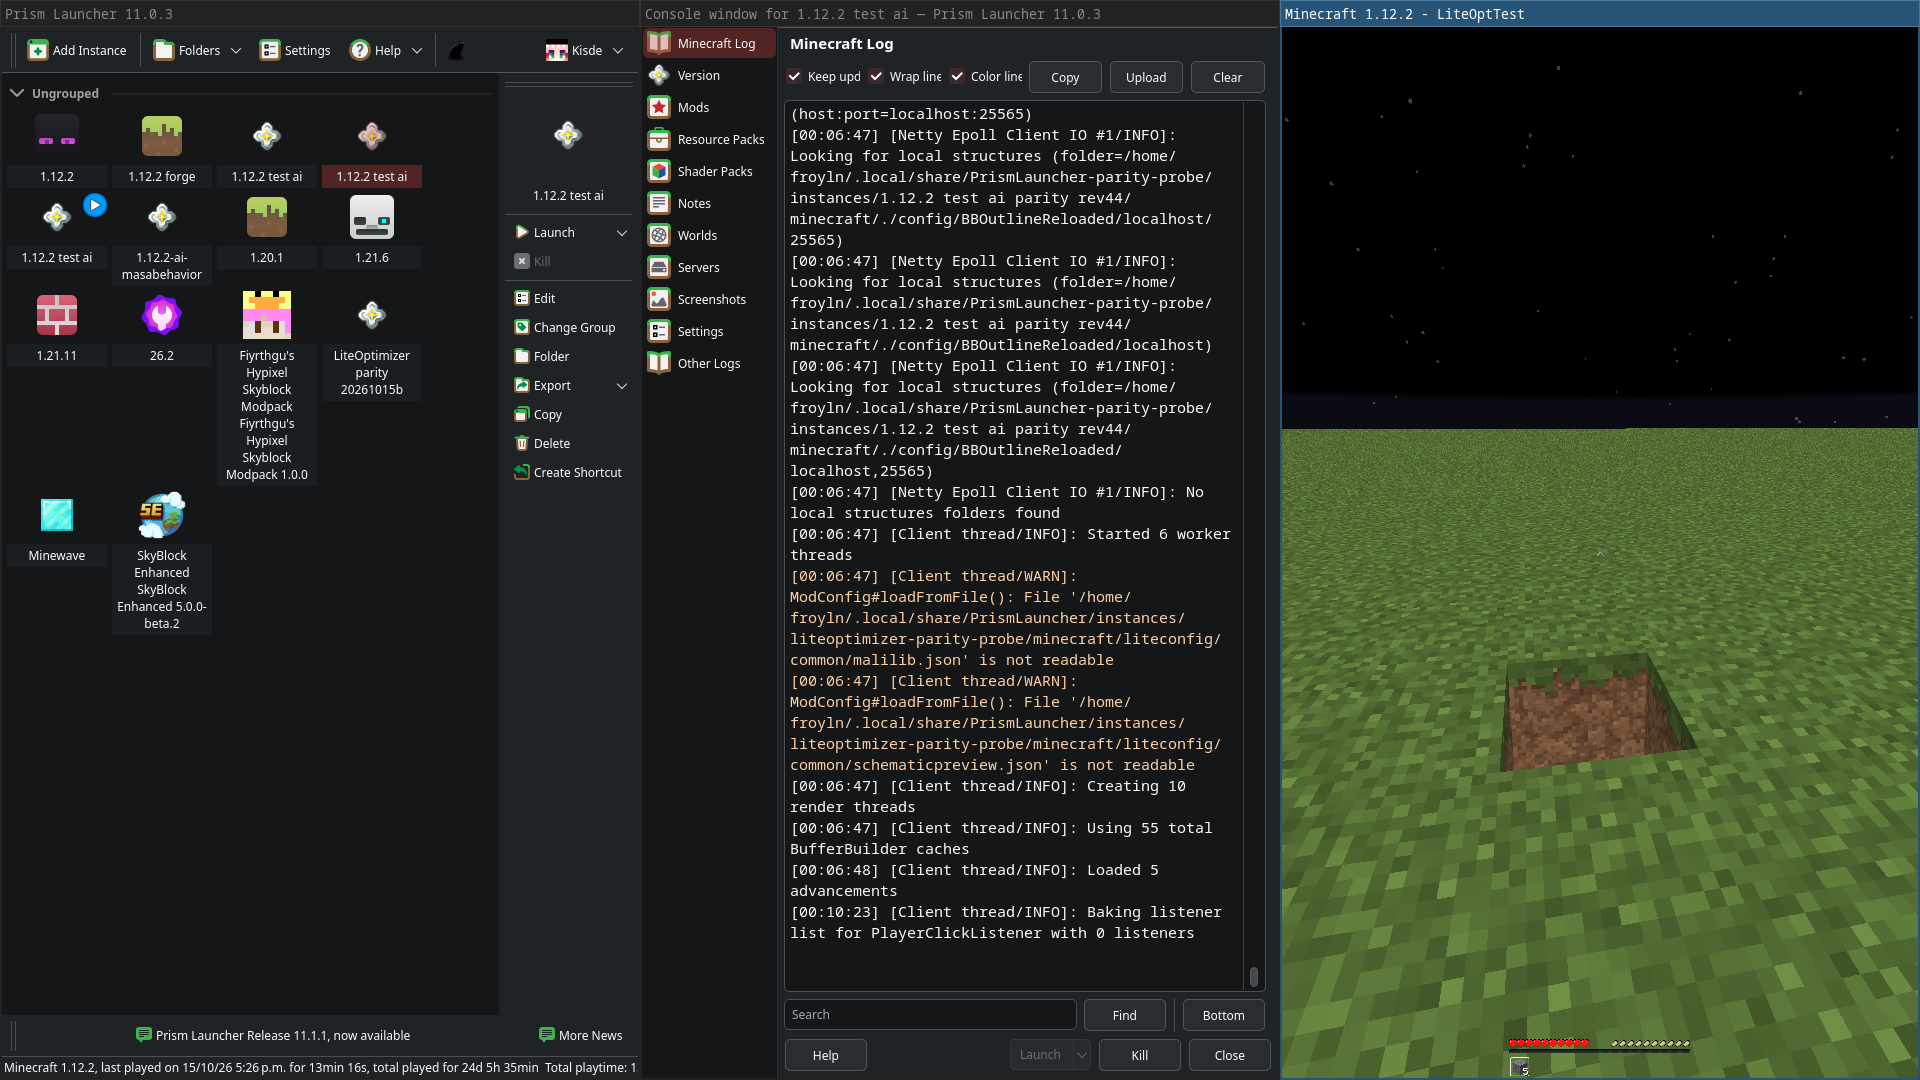 Prism Launcher 11.0.3
Add Instance
Folders
Settings
Help
Kisde
Ungrouped
1.12.2
1.12.2 forge
1.12.2 test ai
1.12.2 test ai
1.12.2 test ai
1.12.2-ai-
masabehavior
1.20.1
1.21.6
1.21.11
26.2
Fiyrthgu's
Hypixel
Skyblock
Modpack
Fiyrthgu's
Hypixel
Skyblock
Modpack 1.0.0
LiteOptimizer
parity
20261015b
Minewave
SkyBlock
Enhanced
SkyBlock
Enhanced 5.0.0-
beta.2
1.12.2 test ai
Launch
Kill
Edit
Change Group
Folder
Export
Copy
Delete
Create Shortcut
Prism Launcher Release 11.1.1, now available
More News
Minecraft 1.12.2, last played on 15/10/26 5:26 p.m. for 13min 16s, total played for 24d 5h 35min
Total playtime: 1
Console window for 1.12.2 test ai — Prism Launcher 11.0.3
Minecraft Log
Version
Mods
Resource Packs
Shader Packs
Notes
Worlds
Servers
Screenshots
Settings
Other Logs
Minecraft Log
Keep upd
Wrap line
Color line
Copy
Upload
Clear
(host:port=localhost:25565)
[00:06:47] [Netty Epoll Client IO #1/INFO]:
Looking for local structures (folder=/home/
froyln/.local/share/PrismLauncher-parity-probe/
instances/1.12.2 test ai parity rev44/
minecraft/./config/BBOutlineReloaded/localhost/
25565)
[00:06:47] [Netty Epoll Client IO #1/INFO]:
Looking for local structures (folder=/home/
froyln/.local/share/PrismLauncher-parity-probe/
instances/1.12.2 test ai parity rev44/
minecraft/./config/BBOutlineReloaded/localhost)
[00:06:47] [Netty Epoll Client IO #1/INFO]:
Looking for local structures (folder=/home/
froyln/.local/share/PrismLauncher-parity-probe/
instances/1.12.2 test ai parity rev44/
minecraft/./config/BBOutlineReloaded/
localhost,25565)
[00:06:47] [Netty Epoll Client IO #1/INFO]: No
local structures folders found
[00:06:47] [Client thread/INFO]: Started 6 worker
threads
[00:06:47] [Client thread/WARN]:
ModConfig#loadFromFile(): File '/home/
froyln/.local/share/PrismLauncher/instances/
liteoptimizer-parity-probe/minecraft/liteconfig/
common/malilib.json' is not readable
[00:06:47] [Client thread/WARN]:
ModConfig#loadFromFile(): File '/home/
froyln/.local/share/PrismLauncher/instances/
liteoptimizer-parity-probe/minecraft/liteconfig/
common/schematicpreview.json' is not readable
[00:06:47] [Client thread/INFO]: Creating 10
render threads
[00:06:47] [Client thread/INFO]: Using 55 total
BufferBuilder caches
[00:06:48] [Client thread/INFO]: Loaded 5
advancements
[00:10:23] [Client thread/INFO]: Baking listener
list for PlayerClickListener with 0 listeners
Search
Find
Bottom
Help
Launch
Kill
Close
Minecraft 1.12.2 - LiteOptTest
5